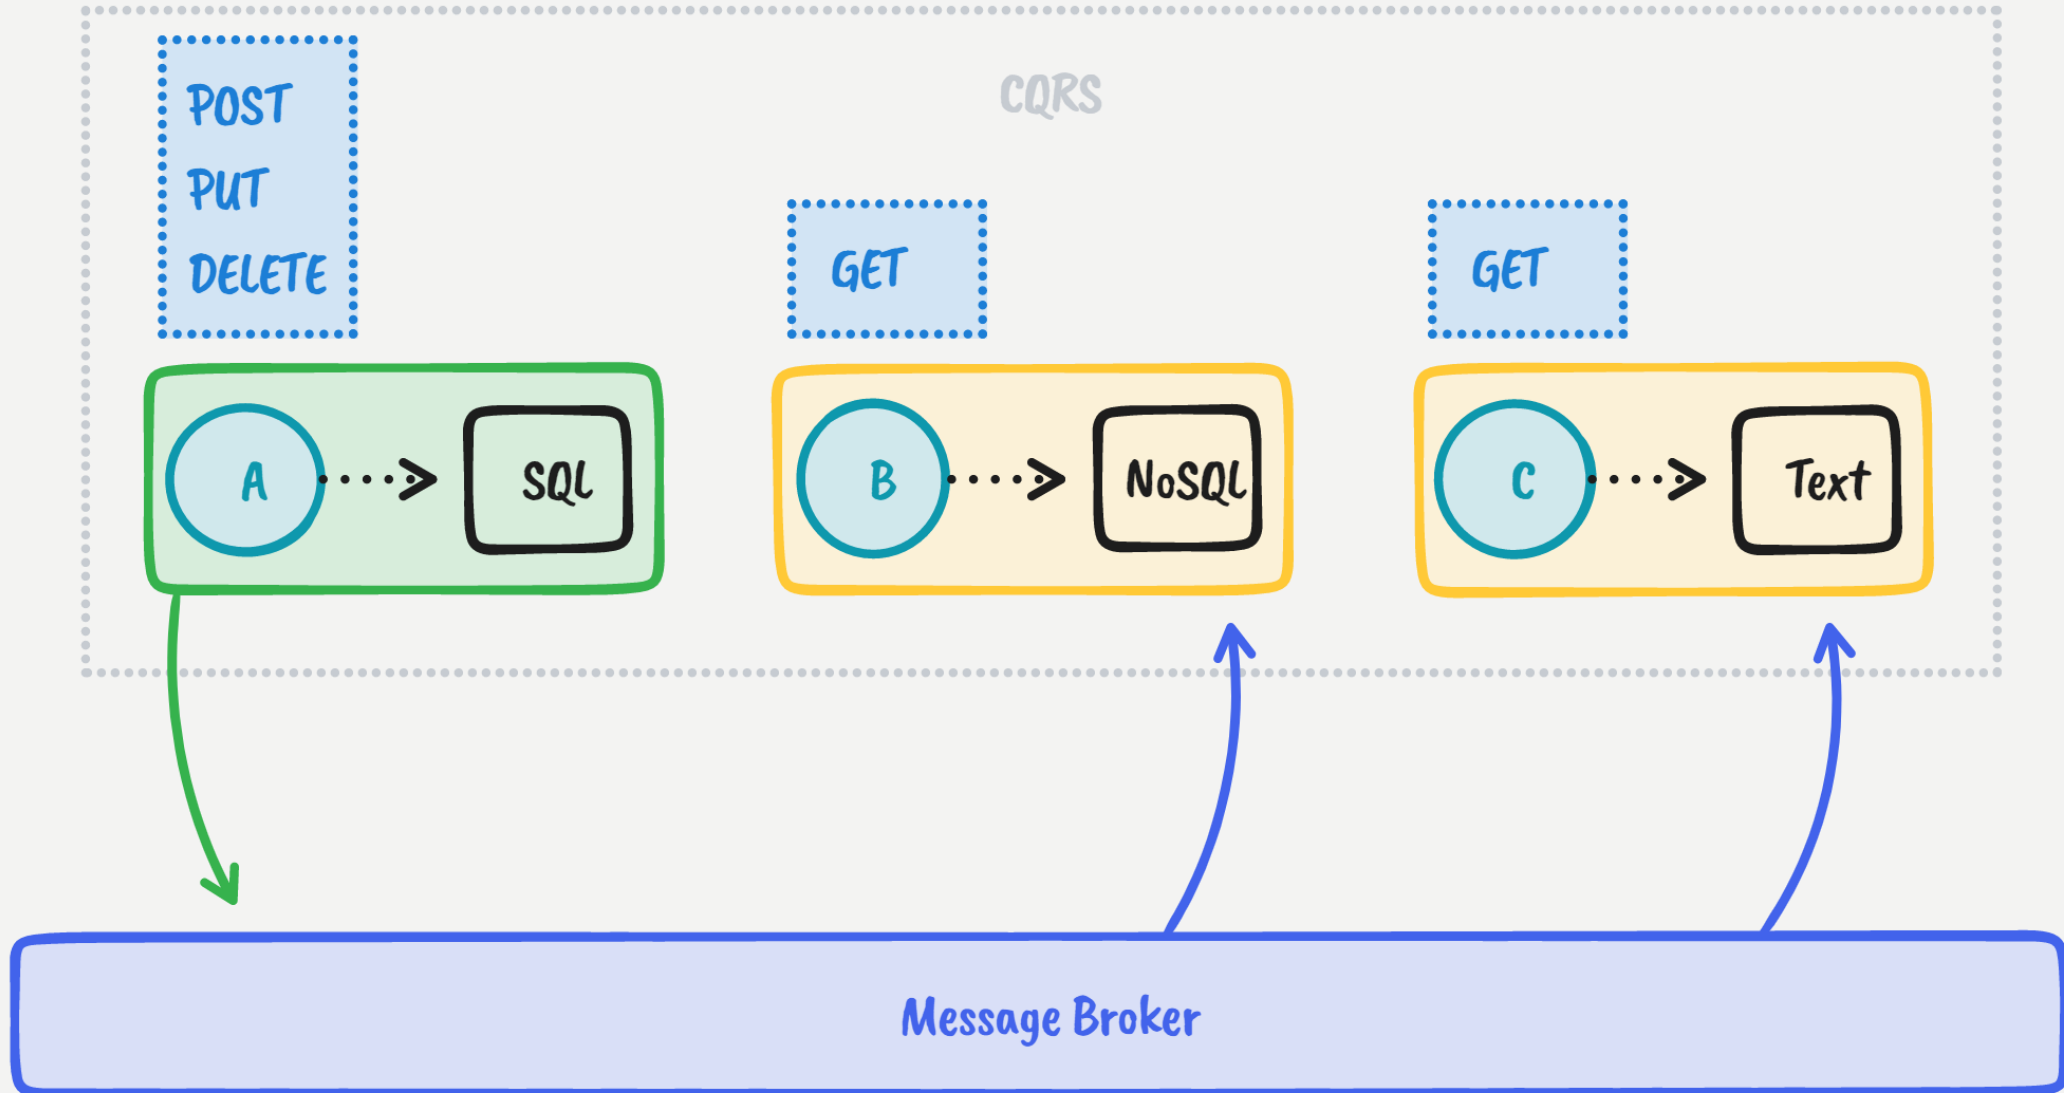 CQRS
POST
PUT
DELETE
GET
GET
A
SQL
B
NoSQL
C
Text
Message Broker